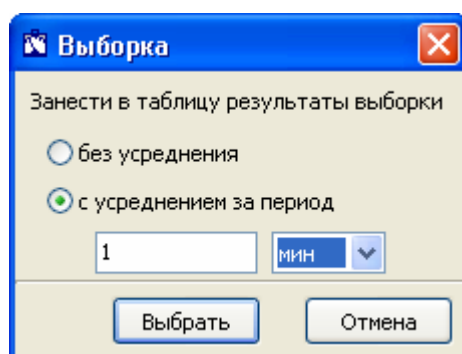 Выборка
Занести в таблицу результаты выборки
без усреднения
с усреднением за период
1 мин
Выбрать Отмена